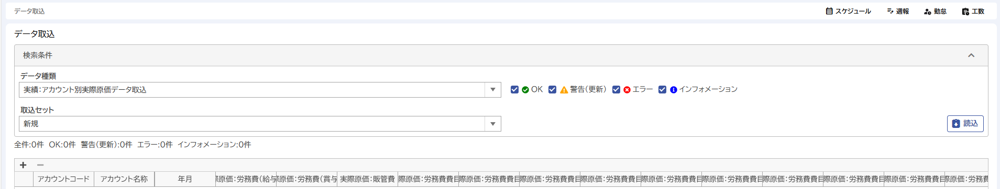 データ取込
スケジュール 週報 勤怠 工数
データ取込
検索条件
データ種類
実績：アカウント別実際原価データ取込
OK 警告（更新） エラー インフォメーション
取込セット
新規
読込
全件:0件 OK:0件 警告（更新）:0件 エラー:0件 インフォメーション:0件
アカウントコード アカウント名称 年月 際原価：労務費（給与 際原価：労務費（賞与 実際原価：販管費 際原価：労務費費目 際原価：労務費費目 際原価：労務費費目 際原価：労務費費目 際原価：労務費費目 際原価：労務費費目 際原価：労務費費目 際原価：労務費費目 際原価：労務費費目 際原価：労務費